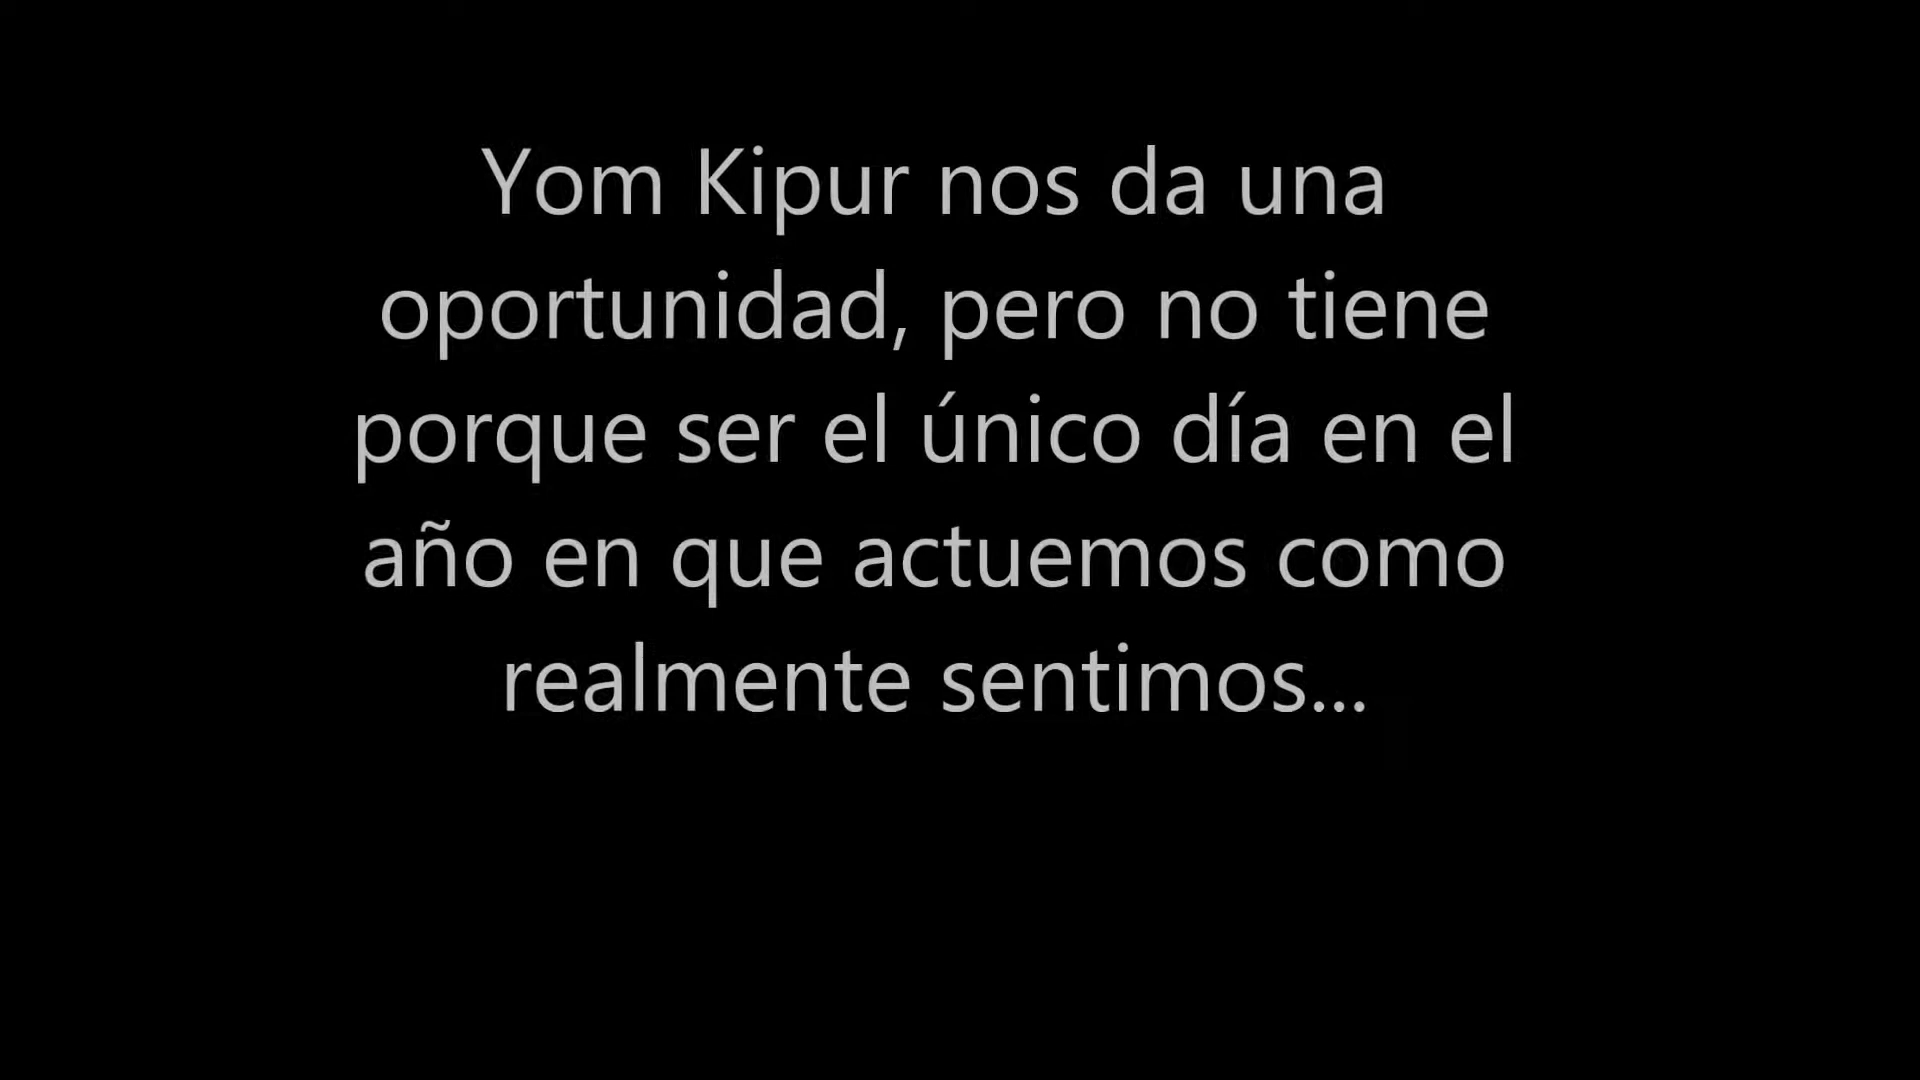 Yom Kipur nos da una
oportunidad, pero no tiene
porque ser el único día en el
año en que actuemos como
realmente sentimos...